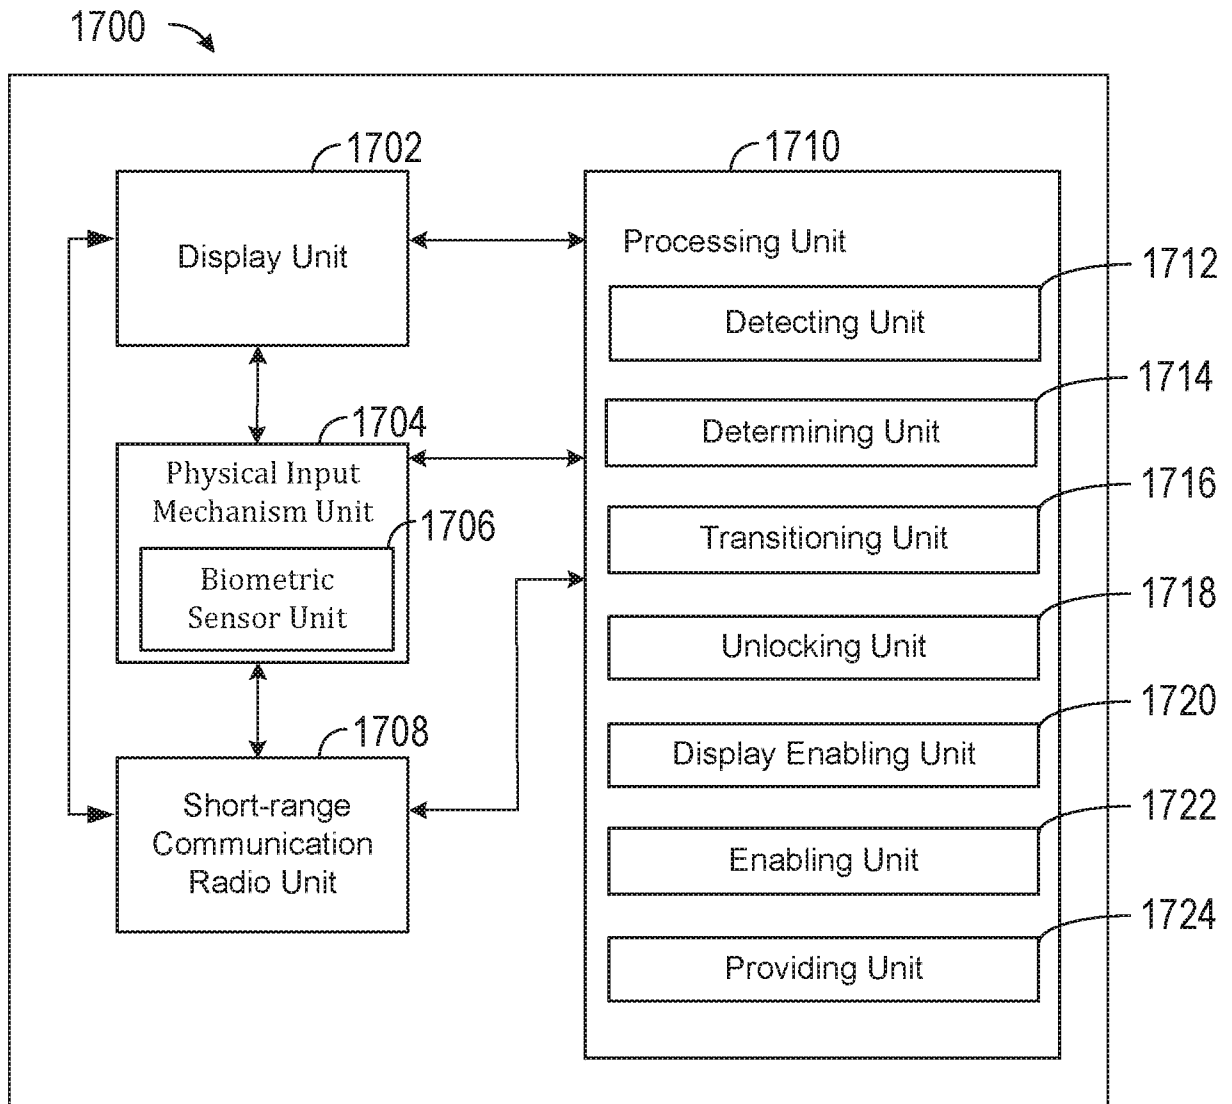 1700
1702
Display Unit
1704
Physical Input
Mechanism Unit
1706
Biometric
Sensor Unit
1708
Short-range
Communication
Radio Unit
1710
Processing Unit
1712
Detecting Unit
1714
Determining Unit
1716
Transitioning Unit
1718
Unlocking Unit
1720
Display Enabling Unit
1722
Enabling Unit
1724
Providing Unit